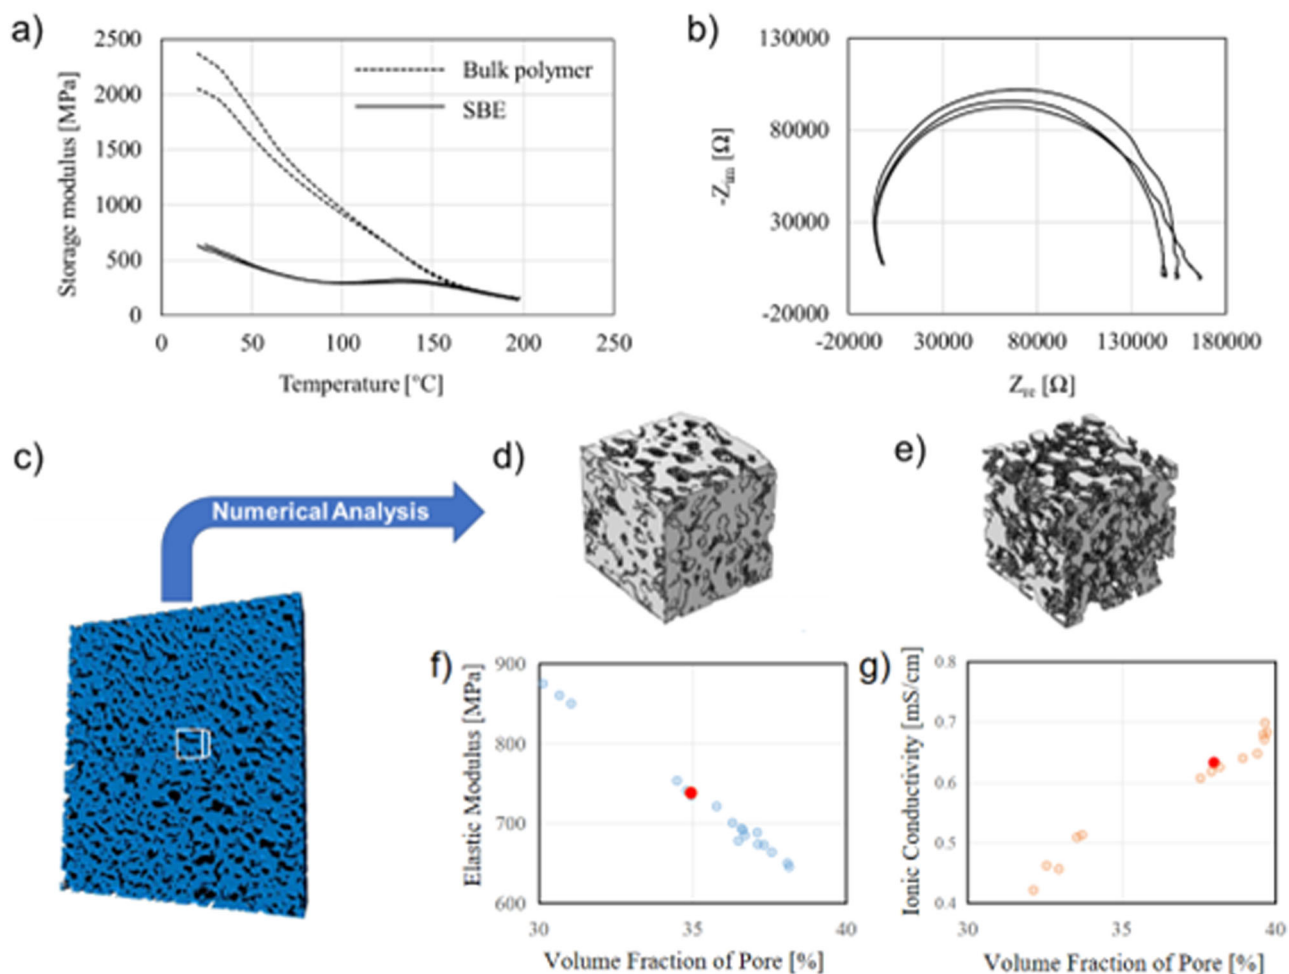 a)
Storage modulus [MPa]
2500
2000
1500
1000
500
0
0 50 100 150 200 250
Temperature [°C]
Bulk polymer
SBE
b)
-Zim [Ω]
130000
80000
30000
-20000
-20000 30000 80000 130000 180000
Zre [Ω]
c)
Numerical Analysis
d)
e)
f)
Elastic Modulus [MPa]
900
800
700
600
30 35 40
Volume Fraction of Pore [%]
g)
Ionic Conductivity [mS/cm]
0.8
0.7
0.6
0.5
0.4
30 35 40
Volume Fraction of Pore [%]